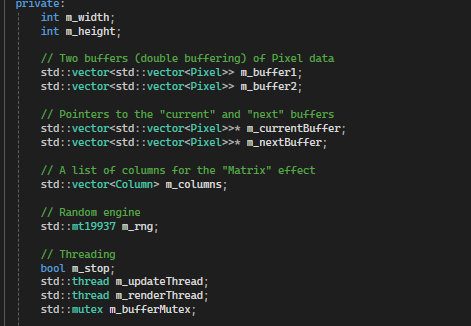 private:
int m_width;
int m_height;
// Two buffers (double buffering) of Pixel data
std::vector<std::vector<Pixel>> m_buffer1;
std::vector<std::vector<Pixel>> m_buffer2;
// Pointers to the "current" and "next" buffers
std::vector<std::vector<Pixel>>* m_currentBuffer;
std::vector<std::vector<Pixel>>* m_nextBuffer;
// A list of columns for the "Matrix" effect
std::vector<Column> m_columns;
// Random engine
std::mt19937 m_rng;
// Threading
bool m_stop;
std::thread m_updateThread;
std::thread m_renderThread;
std::mutex m_bufferMutex;